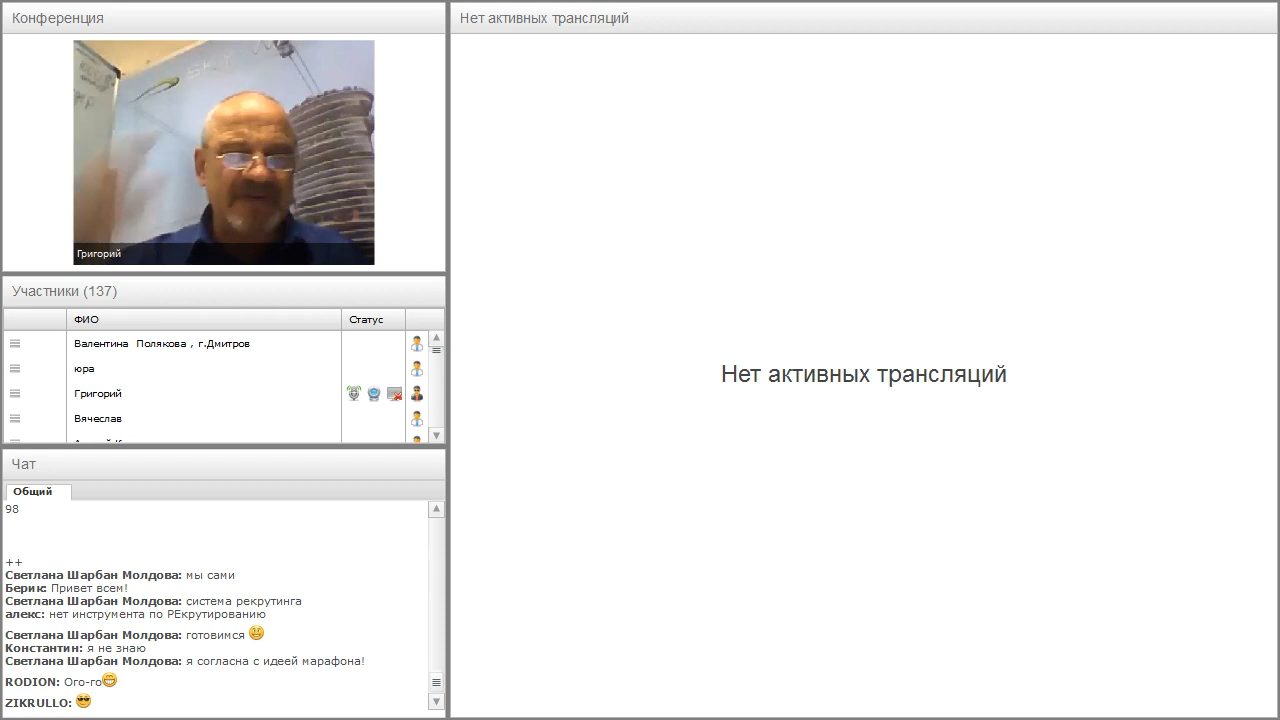 Конференция
Григорий
Участники (137)
ФИО
Статус
Валентина Полякова , г.Дмитров
юра
Григорий
Вячеслав
Чат
Общий
98
++
Светлана Шарбан Молдова: мы сами
Берик: Привет всем!
Светлана Шарбан Молдова: система рекрутинга
алекс: нет инструмента по РЕкрутированию
Светлана Шарбан Молдова: готовимся
Константин: я не знаю
Светлана Шарбан Молдова: я согласна с идеей марафона!
RODION: Ого-го
ZIKRULLO:
Нет активных трансляций
Нет активных трансляций